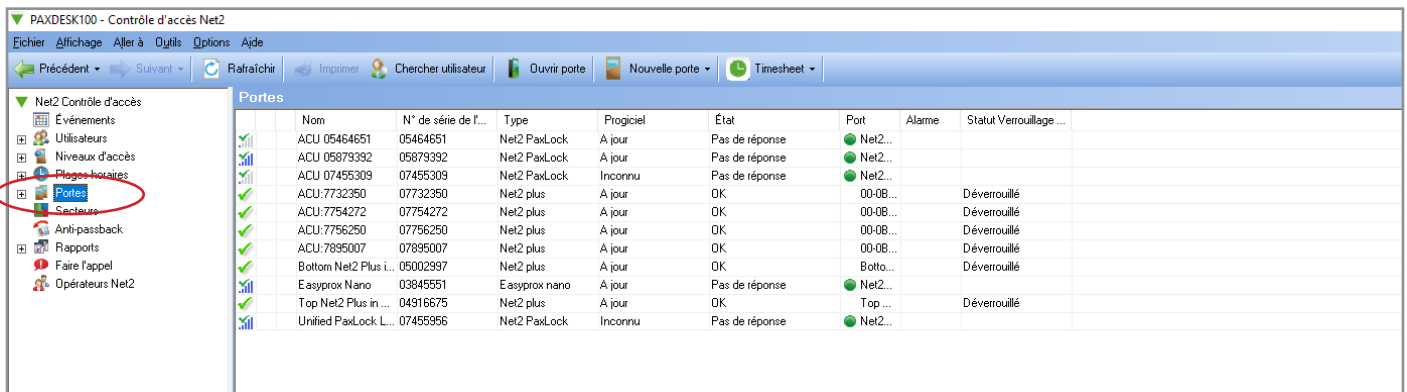 PAXDESK100 - Contrôle d'accès Net2
Fichier Affichage Aller à Outils Options Aide
Précédent Suivant Rafraîchir Imprimer Chercher utilisateur Ouvrir porte Nouvelle porte Timesheet
Net2 Contrôle d'accès
Événements
Utilisateurs
Niveaux d'accès
Plages horaires
Portes
Secteurs
Anti-passback
Rapports
Faire l'appel
Opérateurs Net2
Portes
Nom N° de série de l'... Type Progiciel État Port Alarme Statut Verrouillage ...
ACU 05464651 05464651 Net2 PaxLock A jour Pas de réponse Net2...
ACU 05879392 05879392 Net2 PaxLock A jour Pas de réponse Net2...
ACU 07455309 07455309 Net2 PaxLock Inconnu Pas de réponse Net2...
ACU:7732350 07732350 Net2 plus A jour OK 00-0B... Déverrouillé
ACU:7754272 07754272 Net2 plus A jour OK 00-0B... Déverrouillé
ACU:7756250 07756250 Net2 plus A jour OK 00-0B... Déverrouillé
ACU:7895007 07895007 Net2 plus A jour OK 00-0B... Déverrouillé
Bottom Net2 Plus i... 05002997 Net2 plus A jour OK Botto... Déverrouillé
Easyprox Nano 03845551 Easyprox nano A jour Pas de réponse Net2...
Top Net2 Plus in ... 04916675 Net2 plus A jour OK Top ... Déverrouillé
Unified PaxLock L... 07455956 Net2 PaxLock Inconnu Pas de réponse Net2...